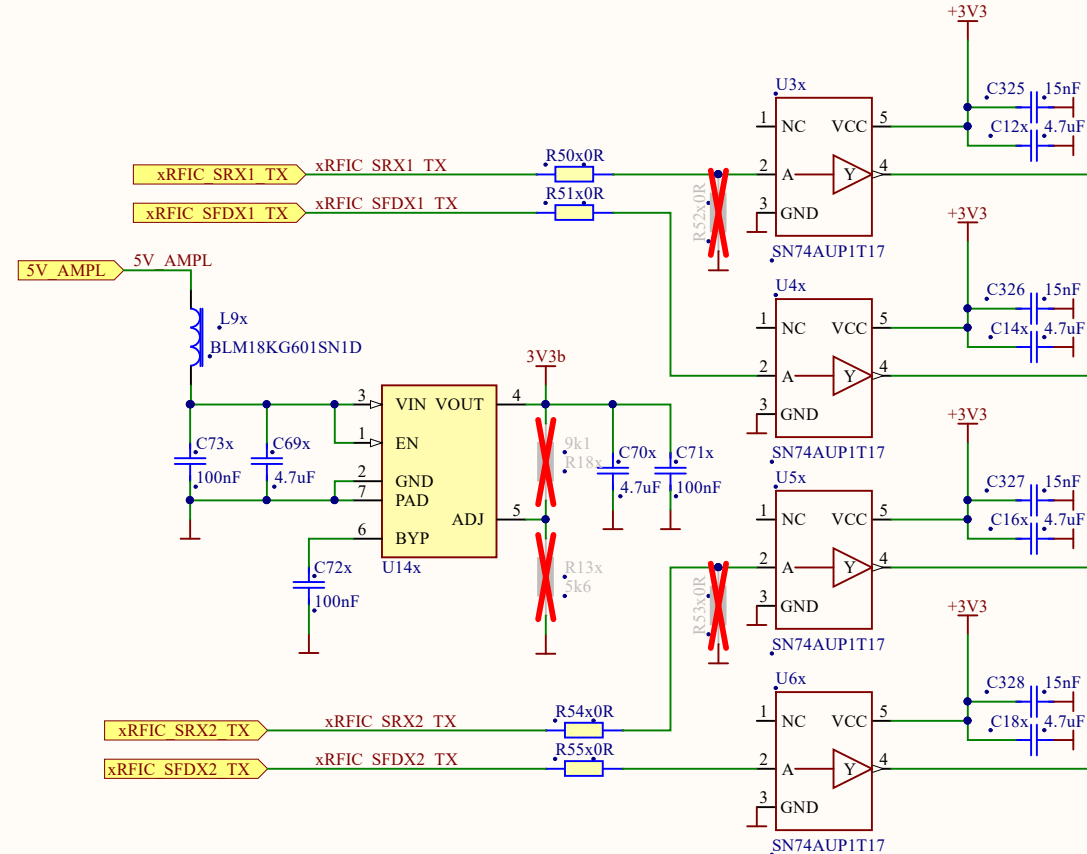 +3V3
U3x
C325 15nF
1 NC VCC 5
C12x 4.7uF
R50x0R
xRFIC_SRX1_TX xRFIC_SRX1_TX
2 A Y 4
R51x0R
xRFIC_SFDX1_TX xRFIC_SFDX1_TX
R52x0R
3 GND
+3V3
SN74AUP1T17
5V_AMPL 5V_AMPL
U4x
C326 15nF
L9x
1 NC VCC 5
C14x 4.7uF
BLM18KG601SN1D
3V3b
2 A Y 4
3 VIN VOUT 4
3 GND
+3V3
1 EN
9k1
R18x
C73x
100nF
C69x
4.7uF
C70x
4.7uF
C71x
100nF
SN74AUP1T17
2 GND
7 PAD
U5x
C327 15nF
ADJ 5
1 NC VCC 5
C16x 4.7uF
6 BYP
U14x
C72x
100nF
R13x
5k6
2 A Y 4
R53x0R
3 GND
+3V3
SN74AUP1T17
U6x
C328 15nF
R54x0R
xRFIC_SRX2_TX xRFIC_SRX2_TX
1 NC VCC 5
C18x 4.7uF
R55x0R
xRFIC_SFDX2_TX xRFIC_SFDX2_TX
2 A Y 4
3 GND
SN74AUP1T17